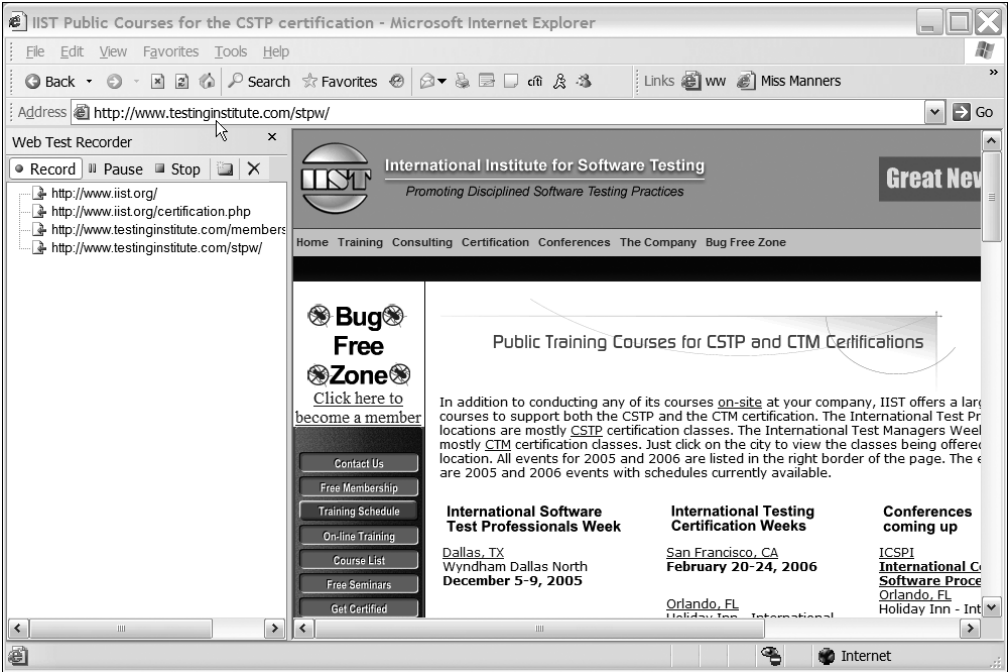 IIST Public Courses for the CSTP certification - Microsoft Internet Explorer
File Edit View Favorites Tools Help
Back Search Favorites Links ww Miss Manners
Address http://www.testinginstitute.com/stpw/ Go
Web Test Recorder
Record Pause Stop
http://www.iist.org/
http://www.iist.org/certification.php
http://www.testinginstitute.com/members
http://www.testinginstitute.com/stpw/
IIST
International Institute for Software Testing
Promoting Disciplined Software Testing Practices
Great Nev
Home Training Consulting Certification Conferences The Company Bug Free Zone
Bug
Free
Zone
Click here to
become a member
Contact Us
Free Membership
Training Schedule
On-line Training
Course List
Free Seminars
Get Certified
Public Training Courses for CSTP and CTM Certifications
In addition to conducting any of its courses on-site at your company, IIST offers a larg
courses to support both the CSTP and the CTM certification. The International Test Pr
locations are mostly CSTP certification classes. The International Test Managers Weel
mostly CTM certification classes. Just click on the city to view the classes being offered
location. All events for 2005 and 2006 are listed in the right border of the page. The e
are 2005 and 2006 events with schedules currently available.
International Software
Test Professionals Week
Dallas, TX
Wyndham Dallas North
December 5-9, 2005
International Testing
Certification Weeks
San Francisco, CA
February 20-24, 2006
Orlando, FL
Holiday Inn - International
Conferences
coming up
ICSPI
International Co
Software Proce
Orlando, FL
Holiday Inn - Int
Internet